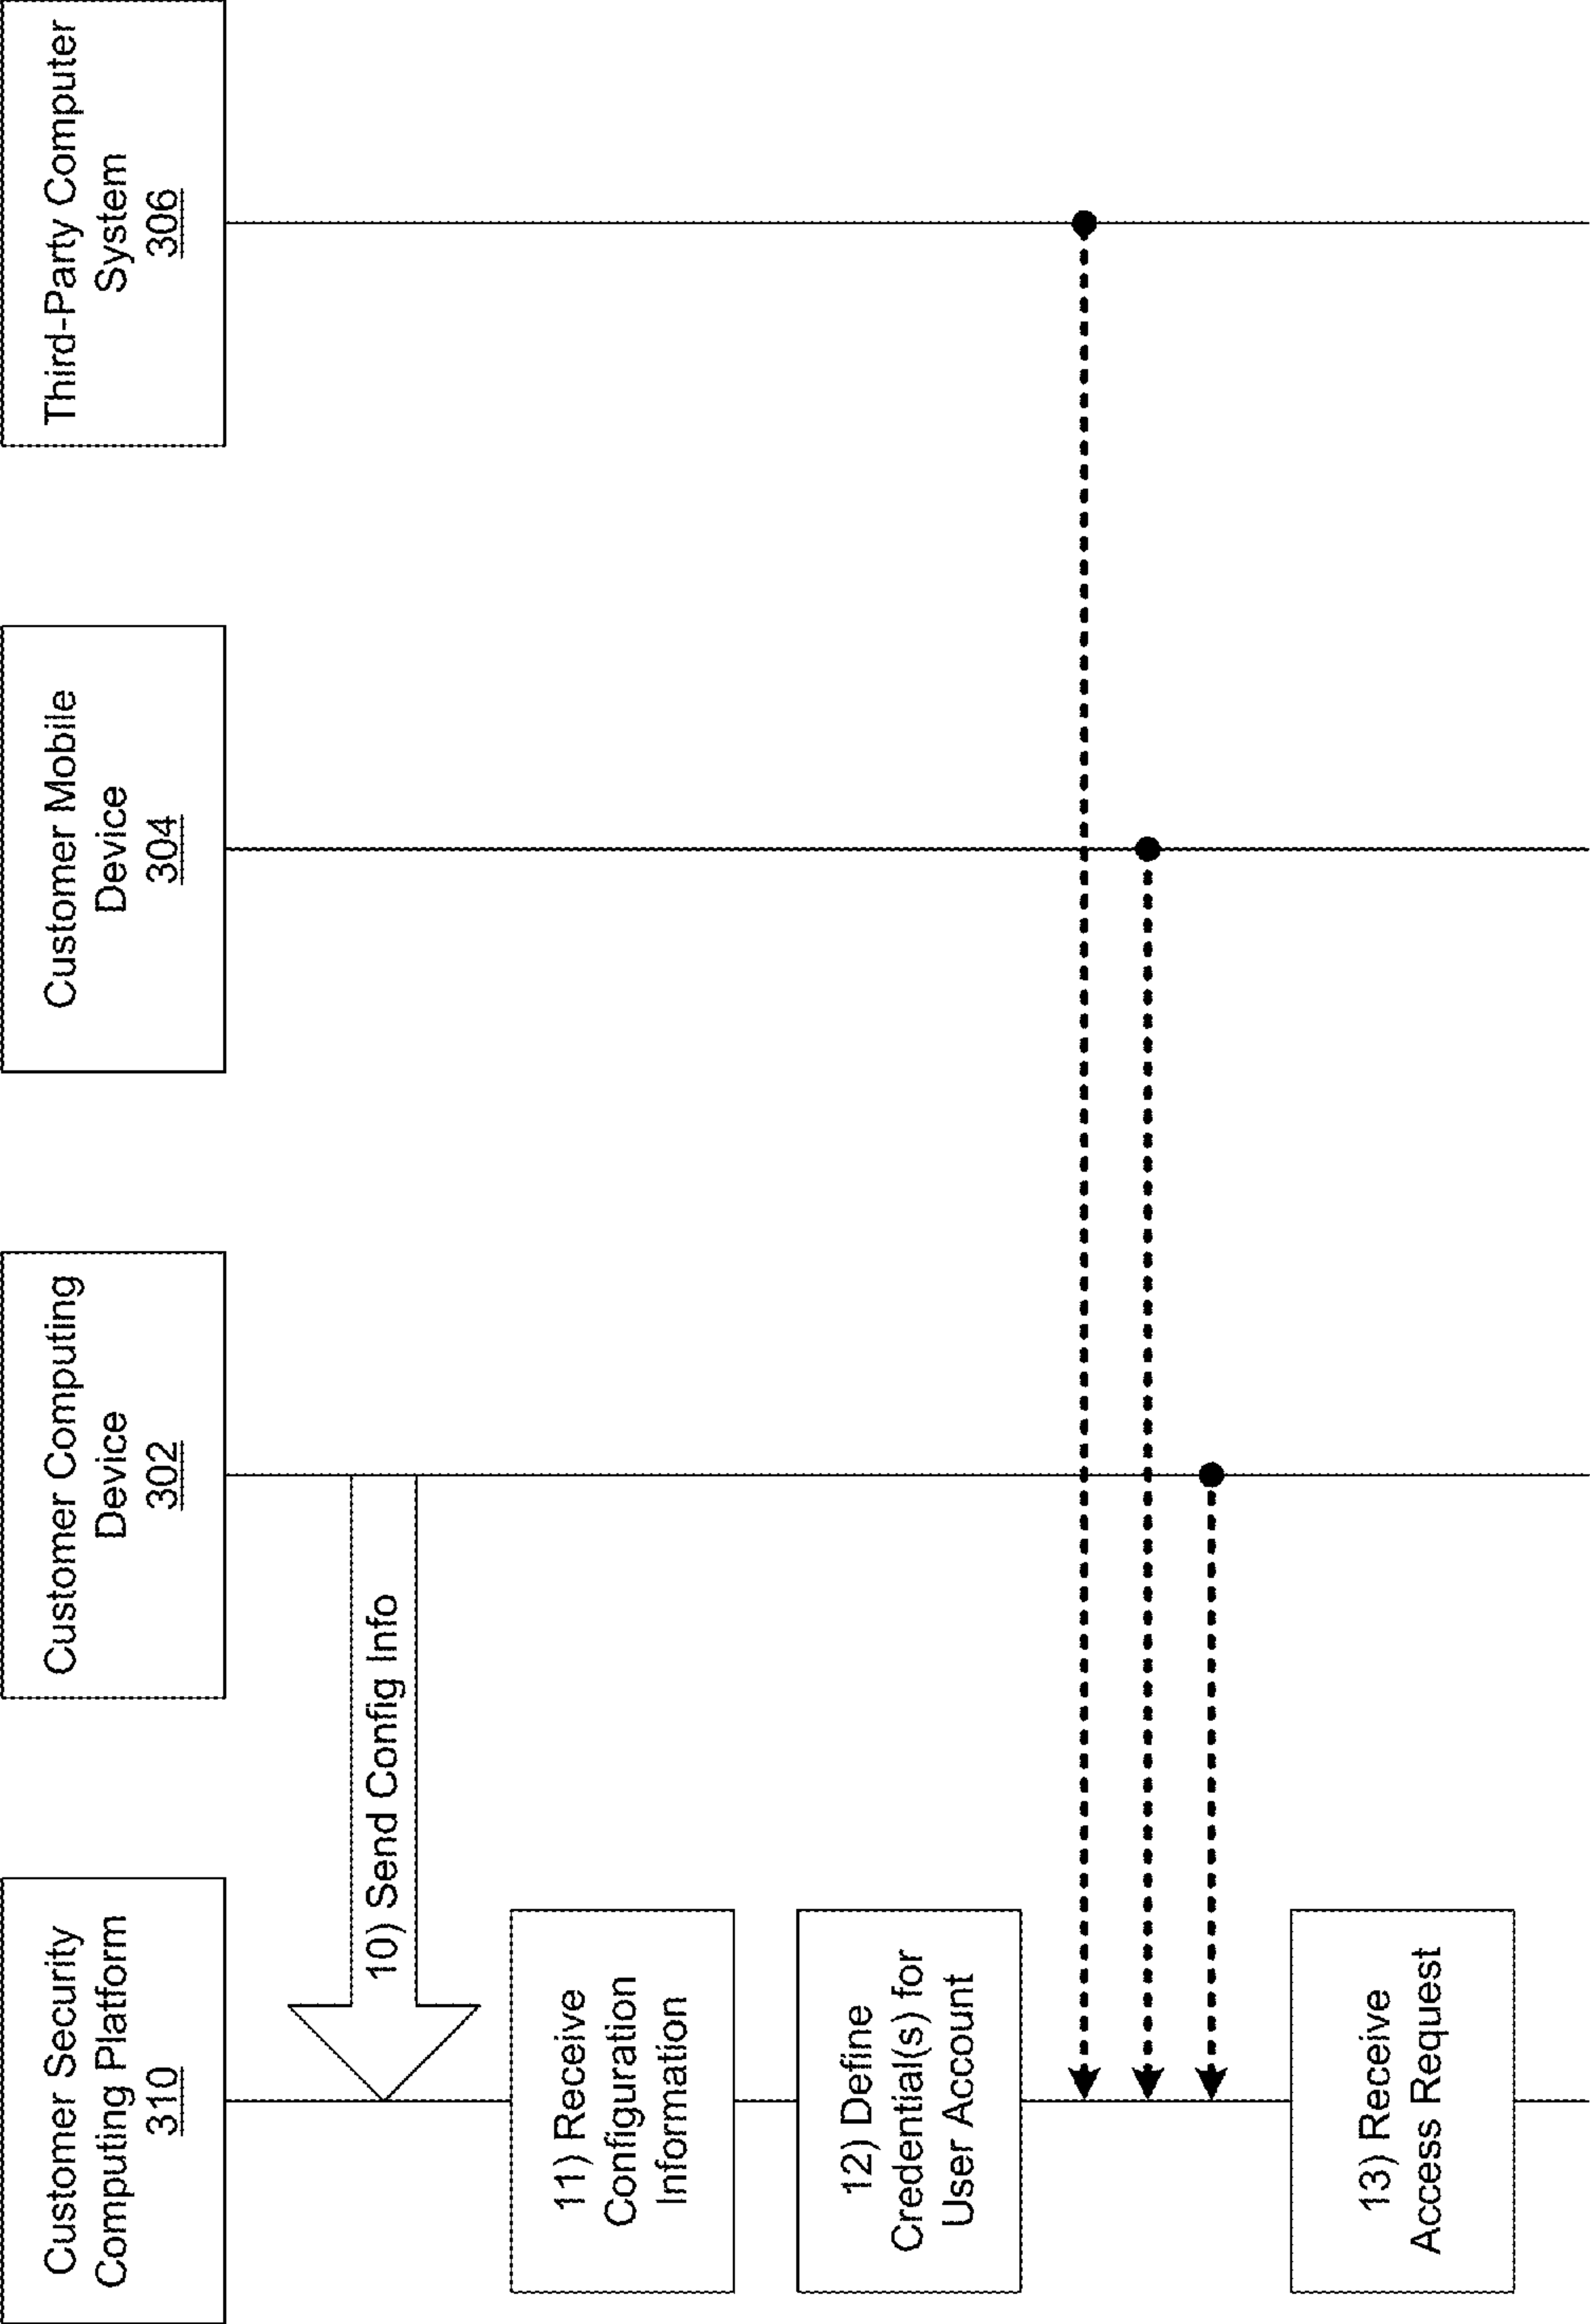 Customer Security
Computing Platform
310
Customer Computing
Device
302
Customer Mobile
Device
304
Third-Party Computer
System
306
10) Send Config Info
11) Receive
Configuration
Information
12) Define
Credential(s) for
User Account
13) Receive
Access Request